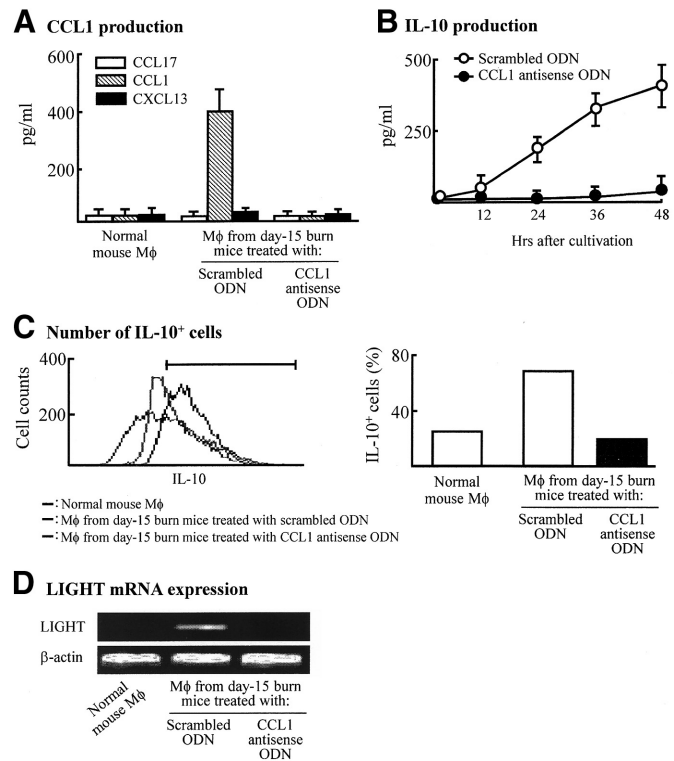 A CCL1 production
pg/ml
600
400
200
CCL17
CCL1
CXCL13
Normal
mouse Mϕ
Mϕ from day-15 burn
mice treated with:
Scrambled
ODN
CCL1
antisense
ODN
B IL-10 production
pg/ml
500
250
Scrambled ODN
CCL1 antisense ODN
12 24 36 48
Hrs after cultivation
C Number of IL-10⁺ cells
Cell counts
400
200
IL-10
–: Normal mouse Mϕ
–: Mϕ from day-15 burn mice treated with scrambled ODN
–: Mϕ from day-15 burn mice treated with CCL1 antisense ODN
IL-10⁺ cells (%)
80
40
Normal
mouse Mϕ
Mϕ from day-15 burn
mice treated with:
Scrambled
ODN
CCL1
antisense
ODN
D LIGHT mRNA expression
LIGHT
β-actin
Normal
mouse Mϕ
Mϕ from day-15 burn
mice treated with:
Scrambled
ODN
CCL1
antisense
ODN